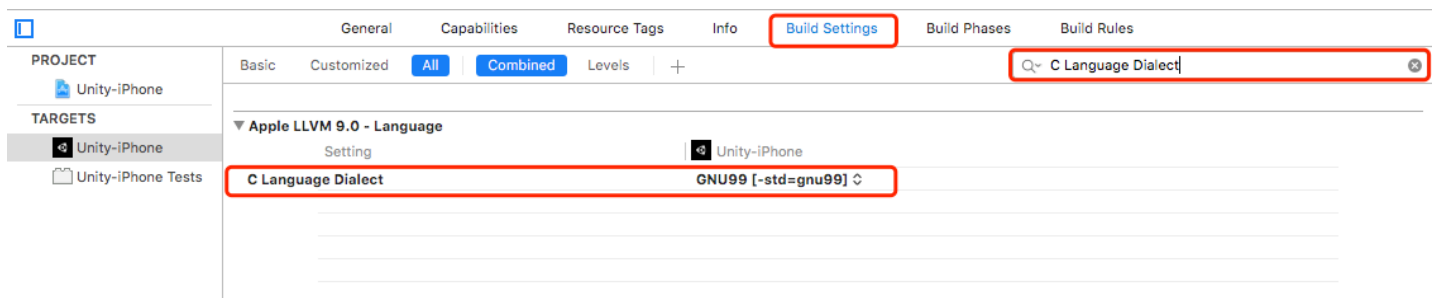 General Capabilities Resource Tags Info Build Settings Build Phases Build Rules
PROJECT
Unity-iPhone
TARGETS
Unity-iPhone
Unity-iPhone Tests
Basic Customized All Combined Levels + C Language Dialect
Apple LLVM 9.0 - Language
Setting Unity-iPhone
C Language Dialect GNU99 [-std=gnu99]